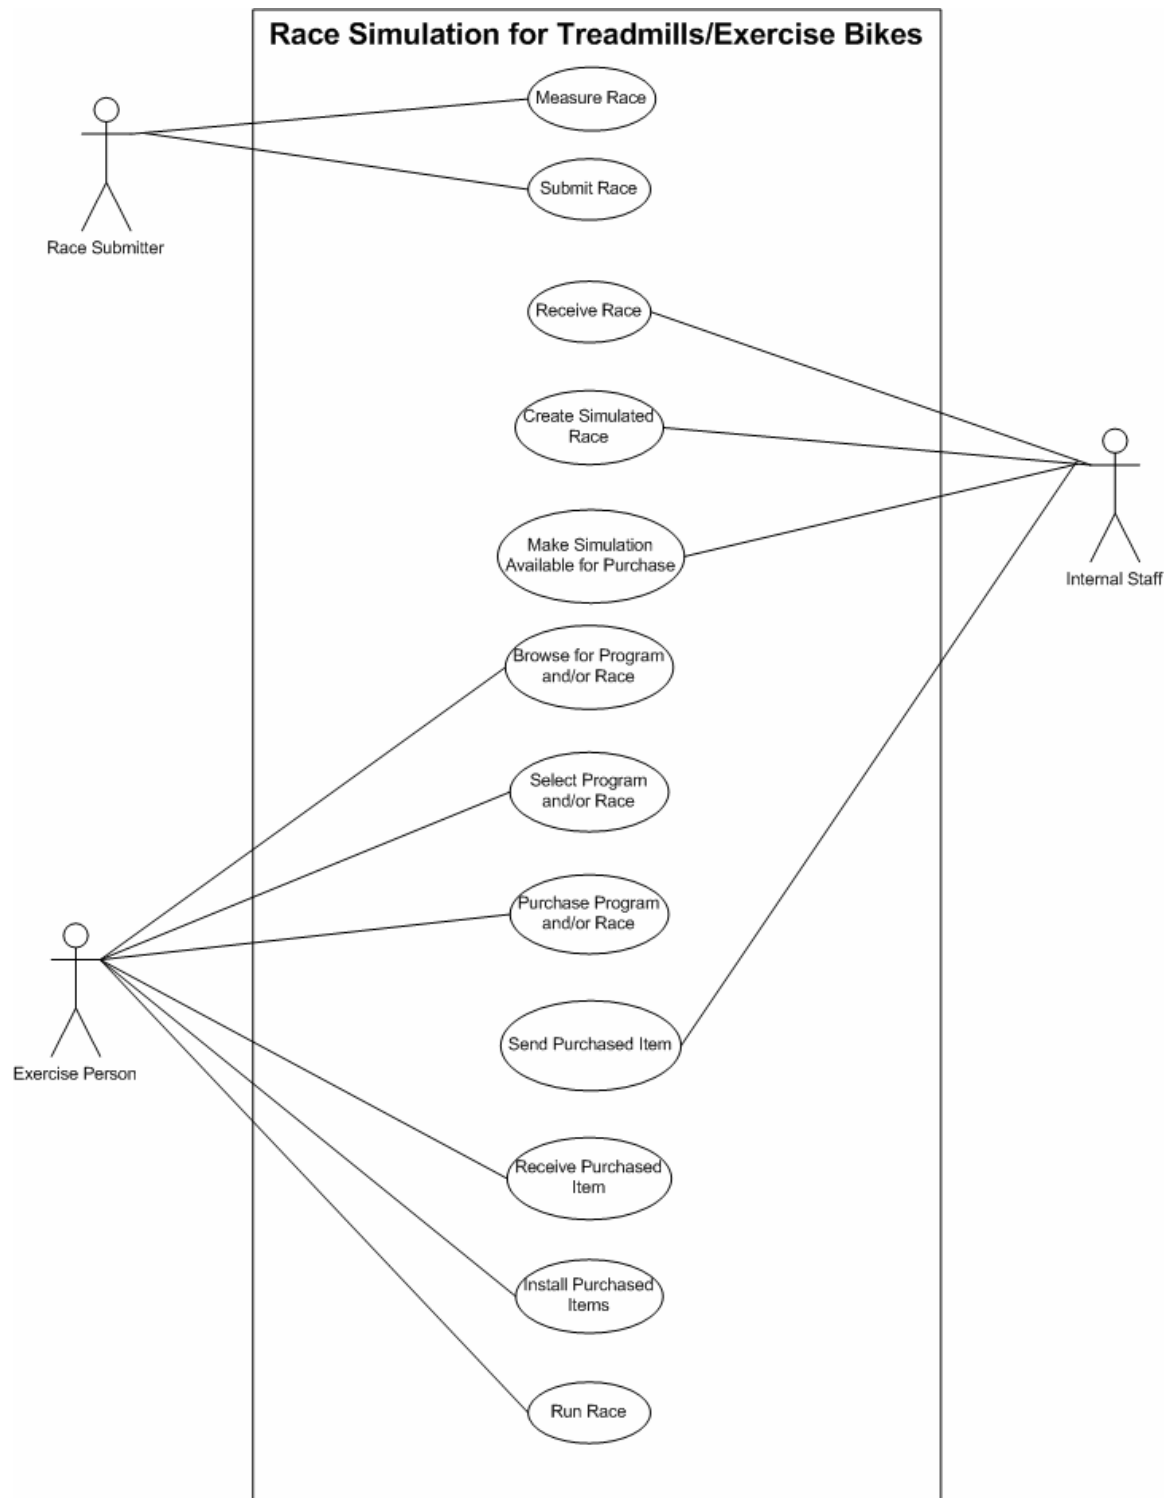 Race Simulation for Treadmills/Exercise Bikes
Measure Race
Submit Race
Race Submitter
Receive Race
Create Simulated
Race
Make Simulation
Available for Purchase
Internal Staff
Browse for Program
and/or Race
Select Program
and/or Race
Purchase Program
and/or Race
Send Purchased Item
Exercise Person
Receive Purchased
Item
Install Purchased
Items
Run Race